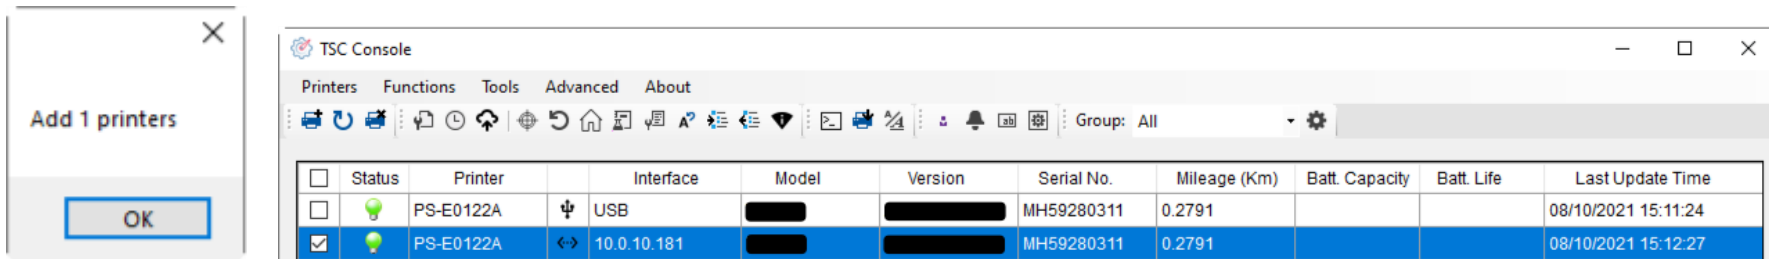 Add 1 printers
OK
TSC Console
Printers Functions Tools Advanced About
Group: All
Status Printer Interface Model Version Serial No. Mileage (Km) Batt. Capacity Batt. Life Last Update Time
PS-E0122A USB MH59280311 0.2791 08/10/2021 15:11:24
PS-E0122A 10.0.10.181 MH59280311 0.2791 08/10/2021 15:12:27